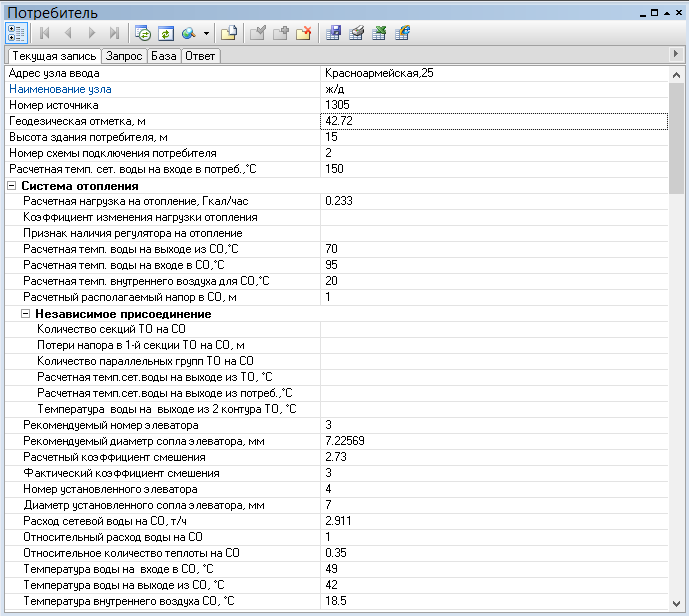 Потребитель
Текущая запись Запрос База Ответ
Адрес узла ввода Красноармейская,25
Наименование узла ж/д
Номер источника 1305
Геодезическая отметка, м 42.72
Высота здания потребителя, м 15
Номер схемы подключения потребителя 2
Расчетная темп. сет. воды на входе в потреб.,°С 150
Система отопления
Расчетная нагрузка на отопление, Гкал/час 0.233
Коэффициент изменения нагрузки отопления
Признак наличия регулятора на отопление
Расчетная темп. воды на выходе из СО,°С 70
Расчетная темп. воды на входе в СО,°С 95
Расчетная темп. внутреннего воздуха для СО,°С 20
Расчетный располагаемый напор в СО, м 1
Независимое присоединение
Количество секций ТО на СО
Потери напора в 1-й секции ТО на СО, м
Количество параллельных групп ТО на СО
Расчетная темп.сет.воды на выходе из ТО, °С
Расчетная темп.сет.воды на выходе из потреб.,°С
Температура воды на выходе из 2 контура ТО, °С
Рекомендуемый номер элеватора 3
Рекомендуемый диаметр сопла элеватора, мм 7.22569
Расчетный коэффициент смешения 2.73
Фактический коэффициент смешения 3
Номер установленного элеватора 4
Диаметр установленного сопла элеватора, мм 7
Расход сетевой воды на СО, т/ч 2.911
Относительный расход воды на СО 1
Относительное количество теплоты на СО 0.35
Температура воды на входе в СО, °С 49
Температура воды на выходе из СО, °С 42
Температура внутреннего воздуха СО, °С 18.5